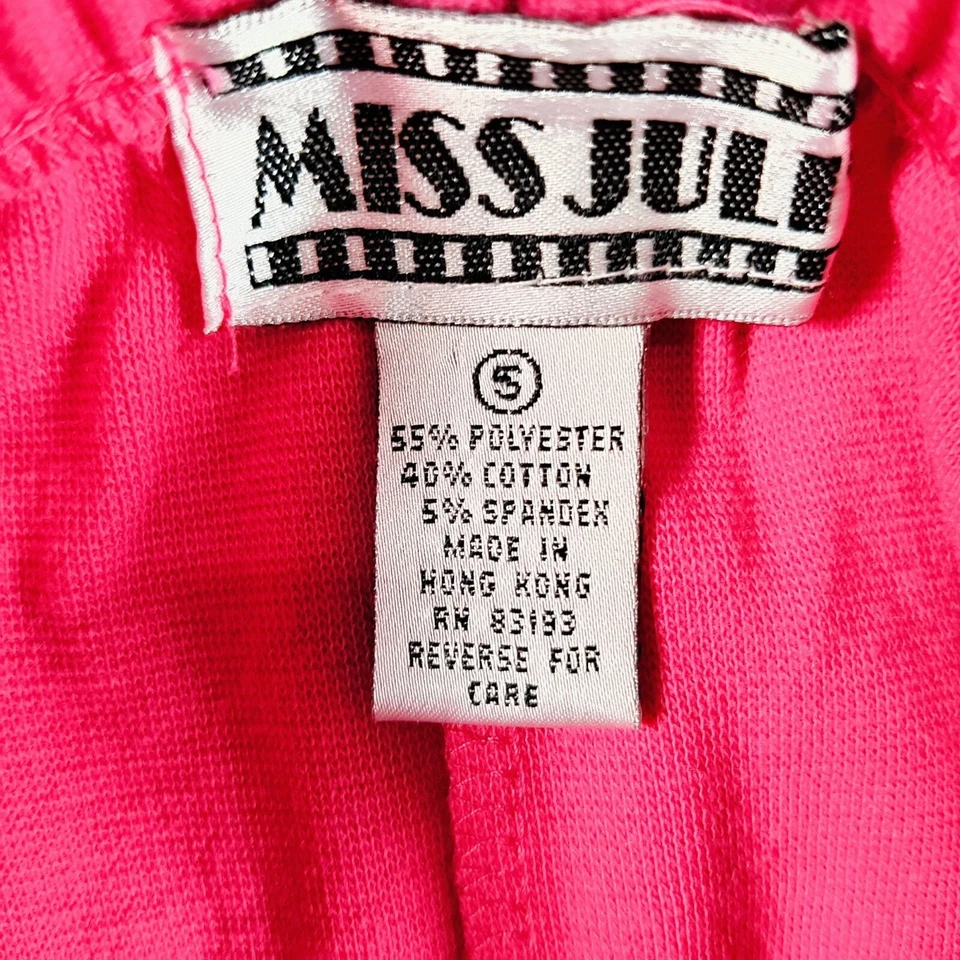 MISS JULI
S
55% POLYESTER
40% COTTON
5% SPANDEX
MADE IN
HONG KONG
RN 83193
REVERSE FOR
CARE